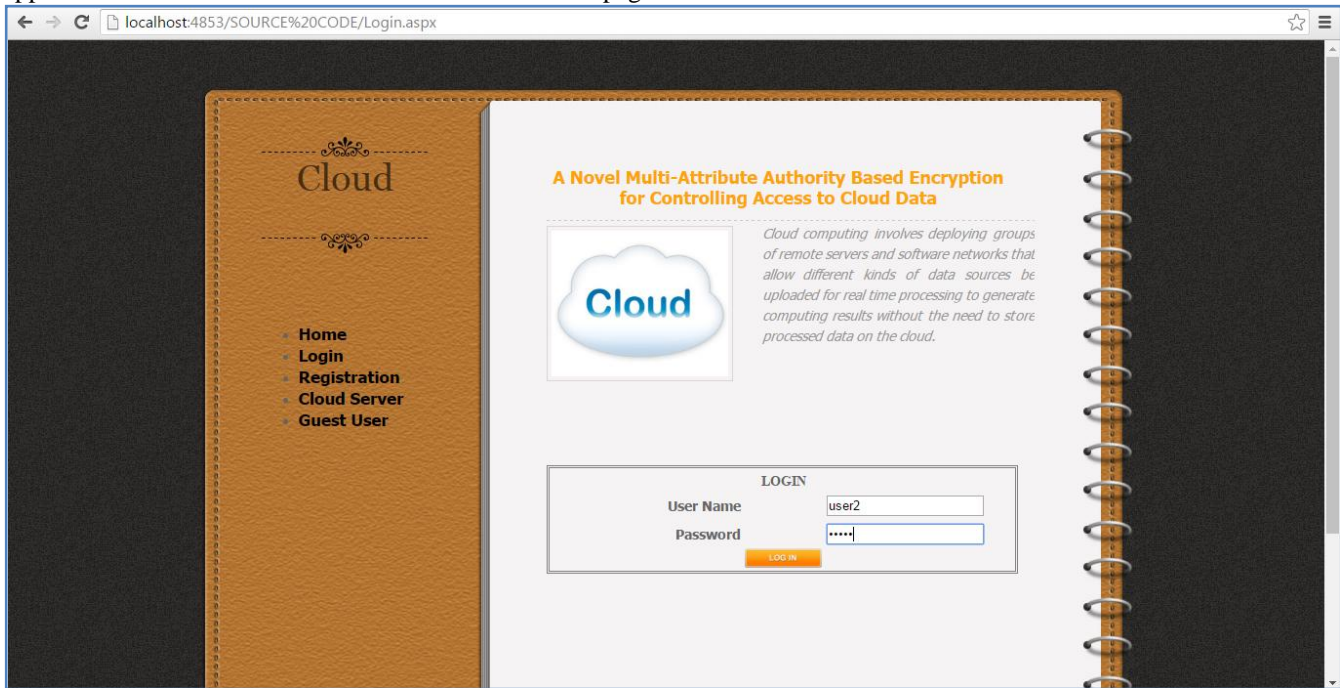 localhost:4853/SOURCE%20CODE/Login.aspx
Cloud
Home
Login
Registration
Cloud Server
Guest User
A Novel Multi-Attribute Authority Based Encryption
for Controlling Access to Cloud Data
Cloud
Cloud computing involves deploying groups
of remote servers and software networks that
allow different kinds of data sources be
uploaded for real time processing to generate
computing results without the need to store
processed data on the cloud.
LOGIN
User Name user2
Password •••••
LOG IN